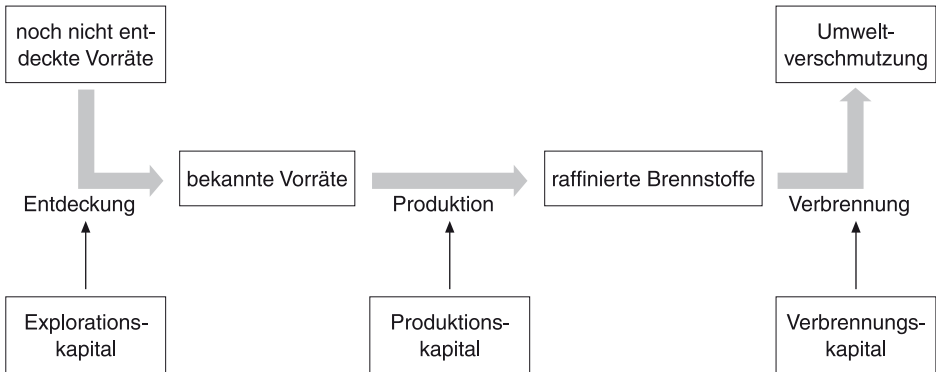 noch nicht ent-
deckte Vorräte
Umwelt-
verschmutzung
bekannte Vorräte
raffinierte Brennstoffe
Entdeckung
Produktion
Verbrennung
Explorations-
kapital
Produktions-
kapital
Verbrennungs-
kapital